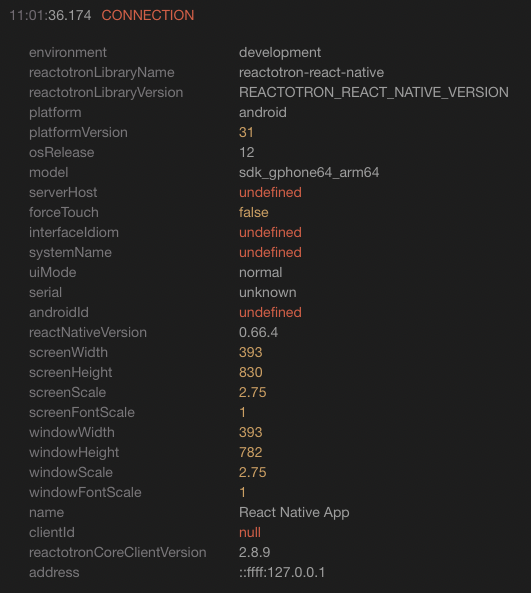 11:01:36.174 CONNECTION
environment development
reactotronLibraryName reactotron-react-native
reactotronLibraryVersion REACTOTRON_REACT_NATIVE_VERSION
platform android
platformVersion 31
osRelease 12
model sdk_gphone64_arm64
serverHost undefined
forceTouch false
interfaceIdiom undefined
systemName undefined
uiMode normal
serial unknown
androidId undefined
reactNativeVersion 0.66.4
screenWidth 393
screenHeight 830
screenScale 2.75
screenFontScale 1
windowWidth 393
windowHeight 782
windowScale 2.75
windowFontScale 1
name React Native App
clientId null
reactotronCoreClientVersion 2.8.9
address ::ffff:127.0.0.1